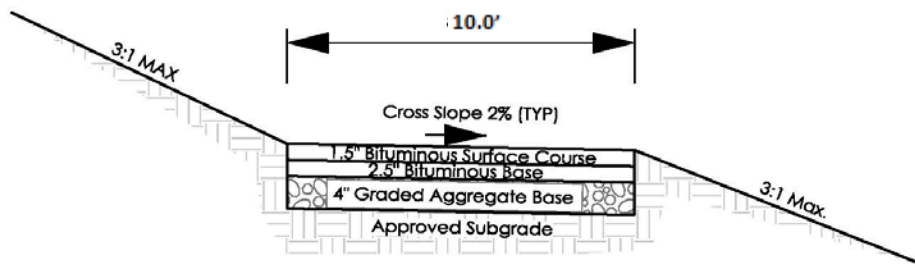 10.0'
3:1 MAX
Cross Slope 2% (TYP)
1.5" Bituminous Surface Course
2.5" Bituminous Base
4" Graded Aggregate Base
3:1 Max.
Approved Subgrade